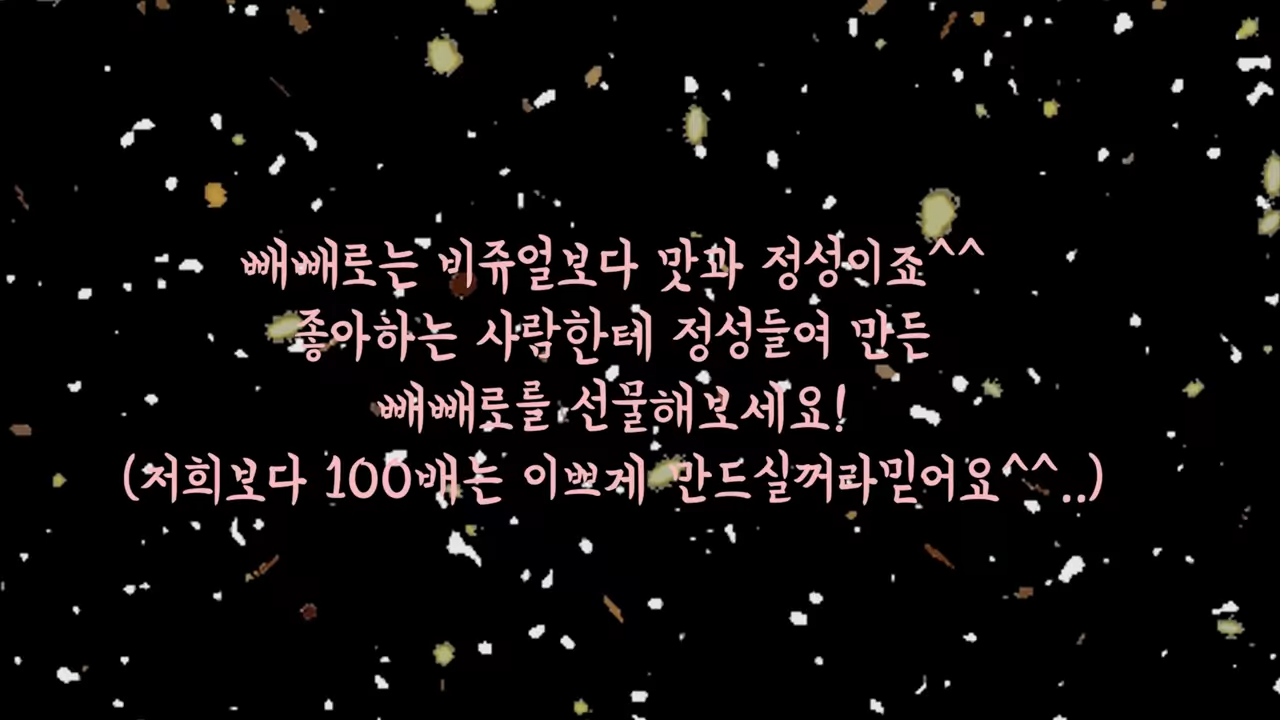 빼빼로는 비쥬얼보다 맛과 정성이죠^^
좋아하는 사람한테 정성들여 만든
빼빼로를 선물해보세요!
(저희보다 100배는 이쁘게 만드실꺼라믿어요^^..)